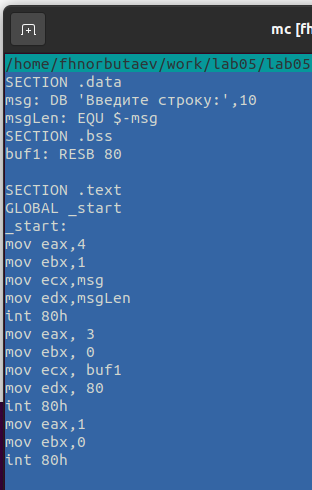 mc [fh
/home/fhnorbutaev/work/lab05/lab05
SECTION .data
msg: DB 'Введите строку:',10
msgLen: EQU $-msg
SECTION .bss
buf1: RESB 80
SECTION .text
GLOBAL _start
_start:
mov eax,4
mov ebx,1
mov ecx,msg
mov edx,msgLen
int 80h
mov eax, 3
mov ebx, 0
mov ecx, buf1
mov edx, 80
int 80h
mov eax,1
mov ebx,0
int 80h